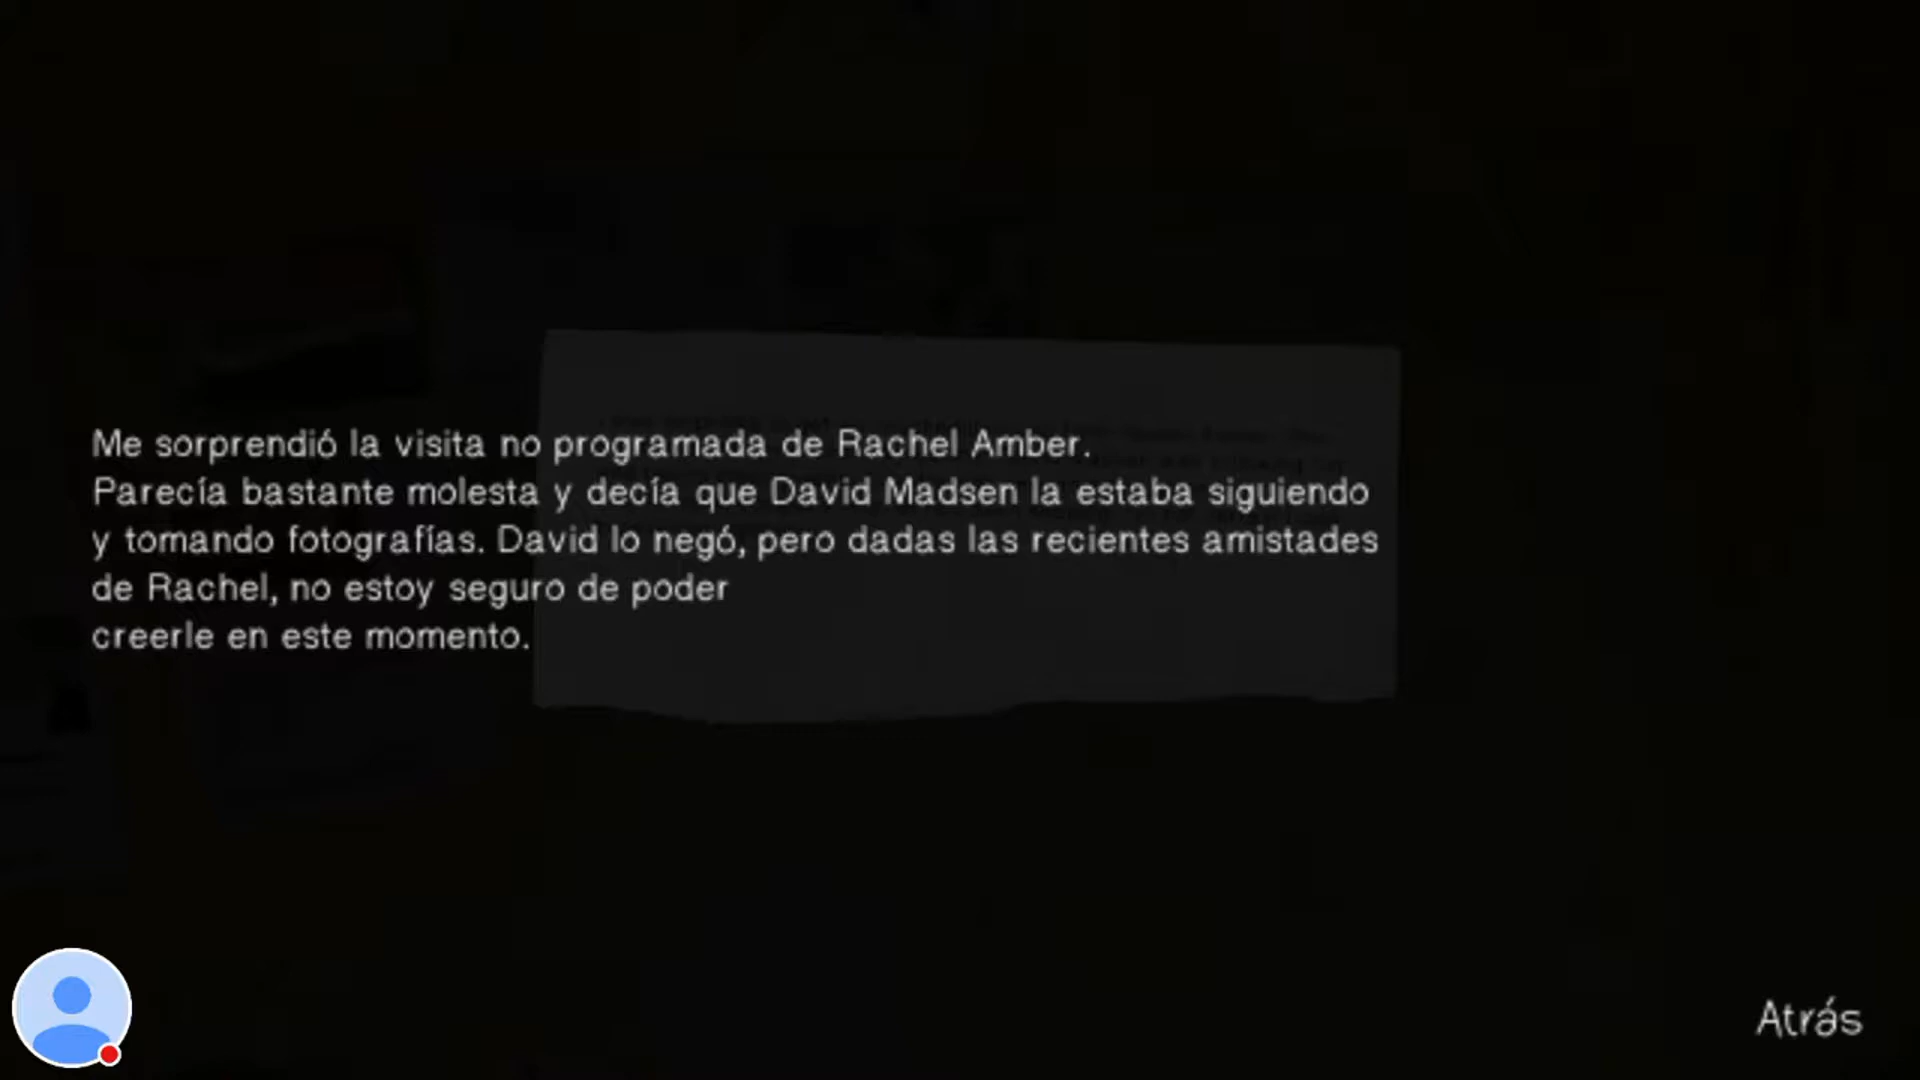 Me sorprendió la visita no programada de Rachel Amber.
Parecía bastante molesta y decía que David Madsen la estaba siguiendo
y tomando fotografías. David lo negó, pero dadas las recientes amistades
de Rachel, no estoy seguro de poder
creerle en este momento.
Atrás